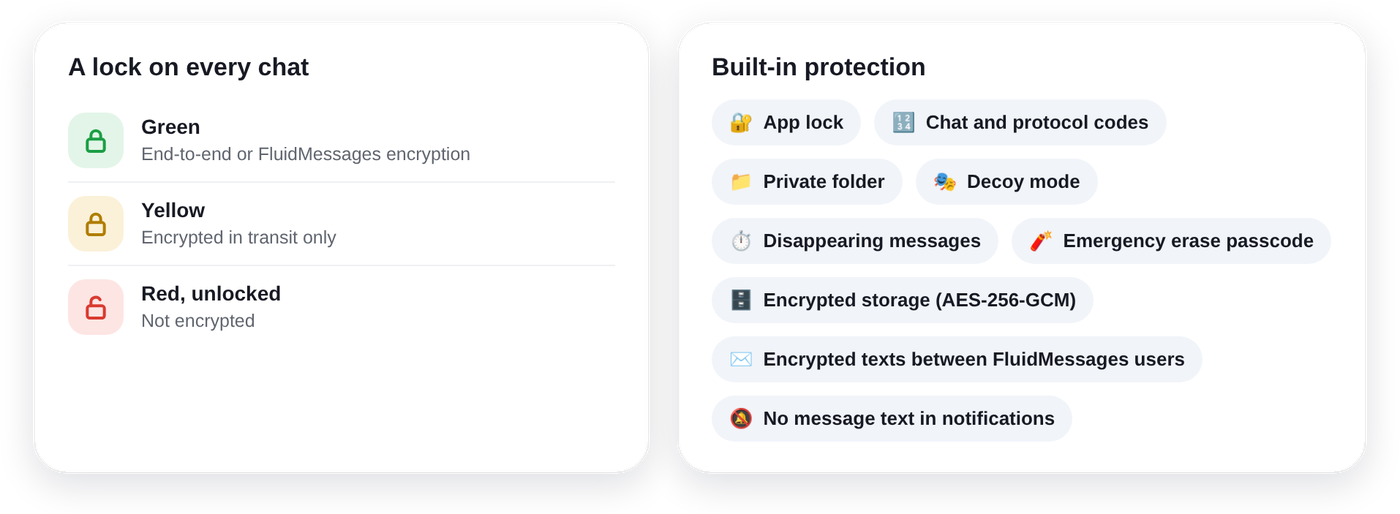 A lock on every chat
Green
End-to-end or FluidMessages encryption
Yellow
Encrypted in transit only
Red, unlocked
Not encrypted
Built-in protection
App lock
Chat and protocol codes
Private folder
Decoy mode
Disappearing messages
Emergency erase passcode
Encrypted storage (AES-256-GCM)
Encrypted texts between FluidMessages users
No message text in notifications